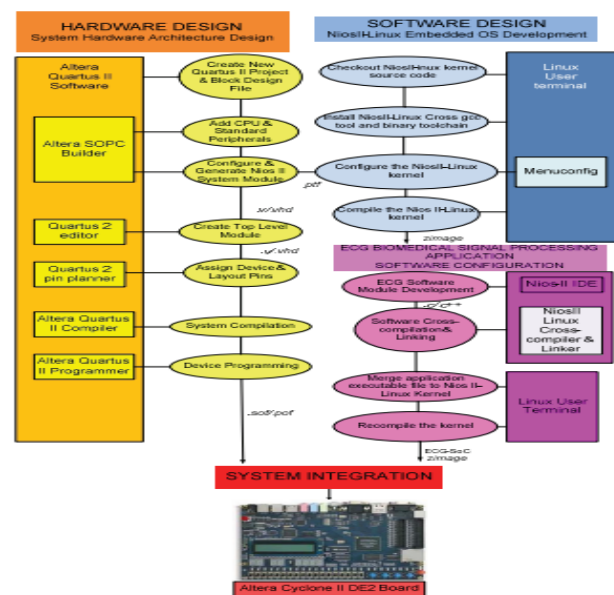 HARDWARE DESIGN
System Hardware Architecture Design
Altera
Quartus II
Software
Create New
Quartus II Project
& Block Design
File
Altera SOPC
Builder
Add CPU &
Standard
Peripherals
Configure &
Generate Nios II
System Module
.ptf
.v/vhd
Quartus 2
editor
Create Top Level
Module
.v/.vhd
Quartus 2
pin planner
Assign Device &
Layout Pins
Altera Quartus
II Compiler
System Compilation
Altera Quartus
II Programmer
Device Programming
.sof/.pof
SOFTWARE DESIGN
NiosII-Linux Embedded OS Development
Checkout NiosII-linux kernel
source code
Linux
User
terminal
Install NiosII-Linux Cross gcc
tool and binary toolchain
Configure the NiosII-Linux
kernel
Menuconfig
Compile the Nios II-Linux
kernel
zimage
ECG BIOMEDICAL SIGNAL PROCESSING
APPLICATION
SOFTWARE CONFIGURATION
ECG Software
Module Development
Nios-II IDE
.c/c++
Software Cross-
compilation&
Linking
NiosII
Linux
Cross-
compiler &
Linker
Merge application
executable file to Nios II-
Linux Kernel
Linux User
Terminal
Recompile the kernel
ECG-SoC
zimage
SYSTEM INTEGRATION
Altera Cyclone II DE2 Board